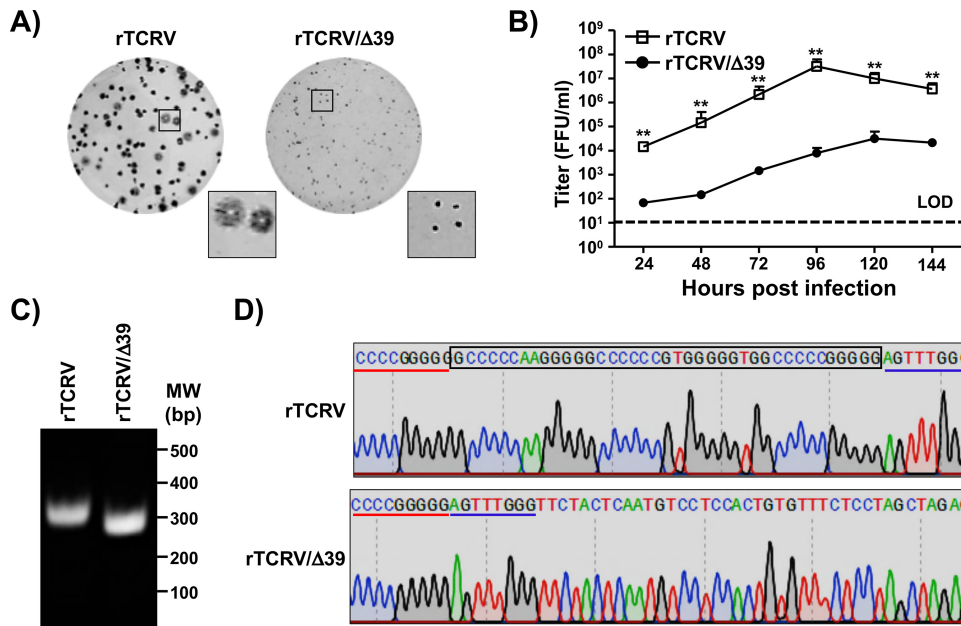 A)
rTCRV rTCRV/Δ39
B)
rTCRV
rTCRV/Δ39
10⁹
10⁸
10⁷
10⁶
10⁵
10⁴
10³
10²
10¹
10⁰
Titer (FFU/ml)
** ** ** ** ** **
LOD
24 48 72 96 120 144
Hours post infection
C)
rTCRV rTCRV/Δ39
MW
(bp)
500
400
300
200
100
D)
rTCRV
CCCCGGGGGGCCCCCAAGGGGGCCCCCCGTGGGGGTGGCCCCCGGGGGAGTTTGG
rTCRV/Δ39
CCCCGGGGGAGTTTGGGTTCTACTCAATGTCCTCCACTGTGTTTCTCCTAGCTAGA